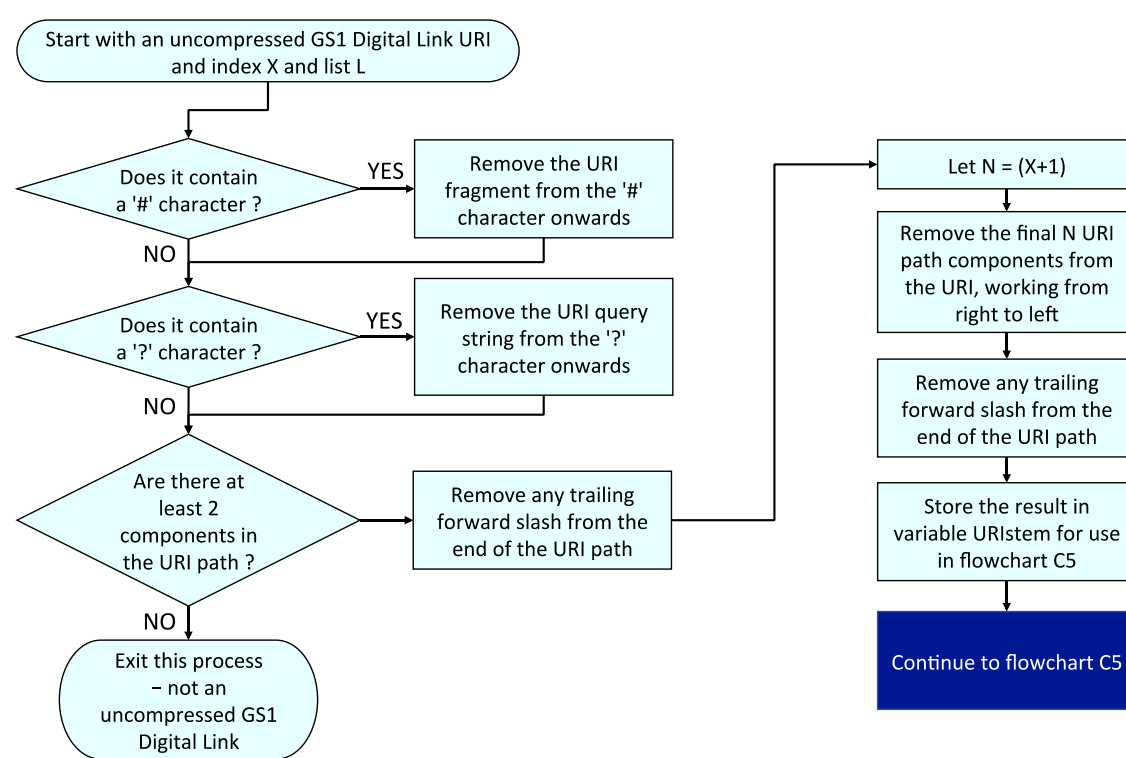 Start with an uncompressed GS1 Digital Link URI
and index X and list L
Does it contain
a '#' character ?
YES
Remove the URI
fragment from the '#'
character onwards
NO
Does it contain
a '?' character ?
YES
Remove the URI query
string from the '?'
character onwards
NO
Are there at
least 2
components in
the URI path ?
Remove any trailing
forward slash from the
end of the URI path
NO
Exit this process
– not an
uncompressed GS1
Digital Link
Let N = (X+1)
Remove the final N URI
path components from
the URI, working from
right to left
Remove any trailing
forward slash from the
end of the URI path
Store the result in
variable URIstem for use
in flowchart C5
Continue to flowchart C5